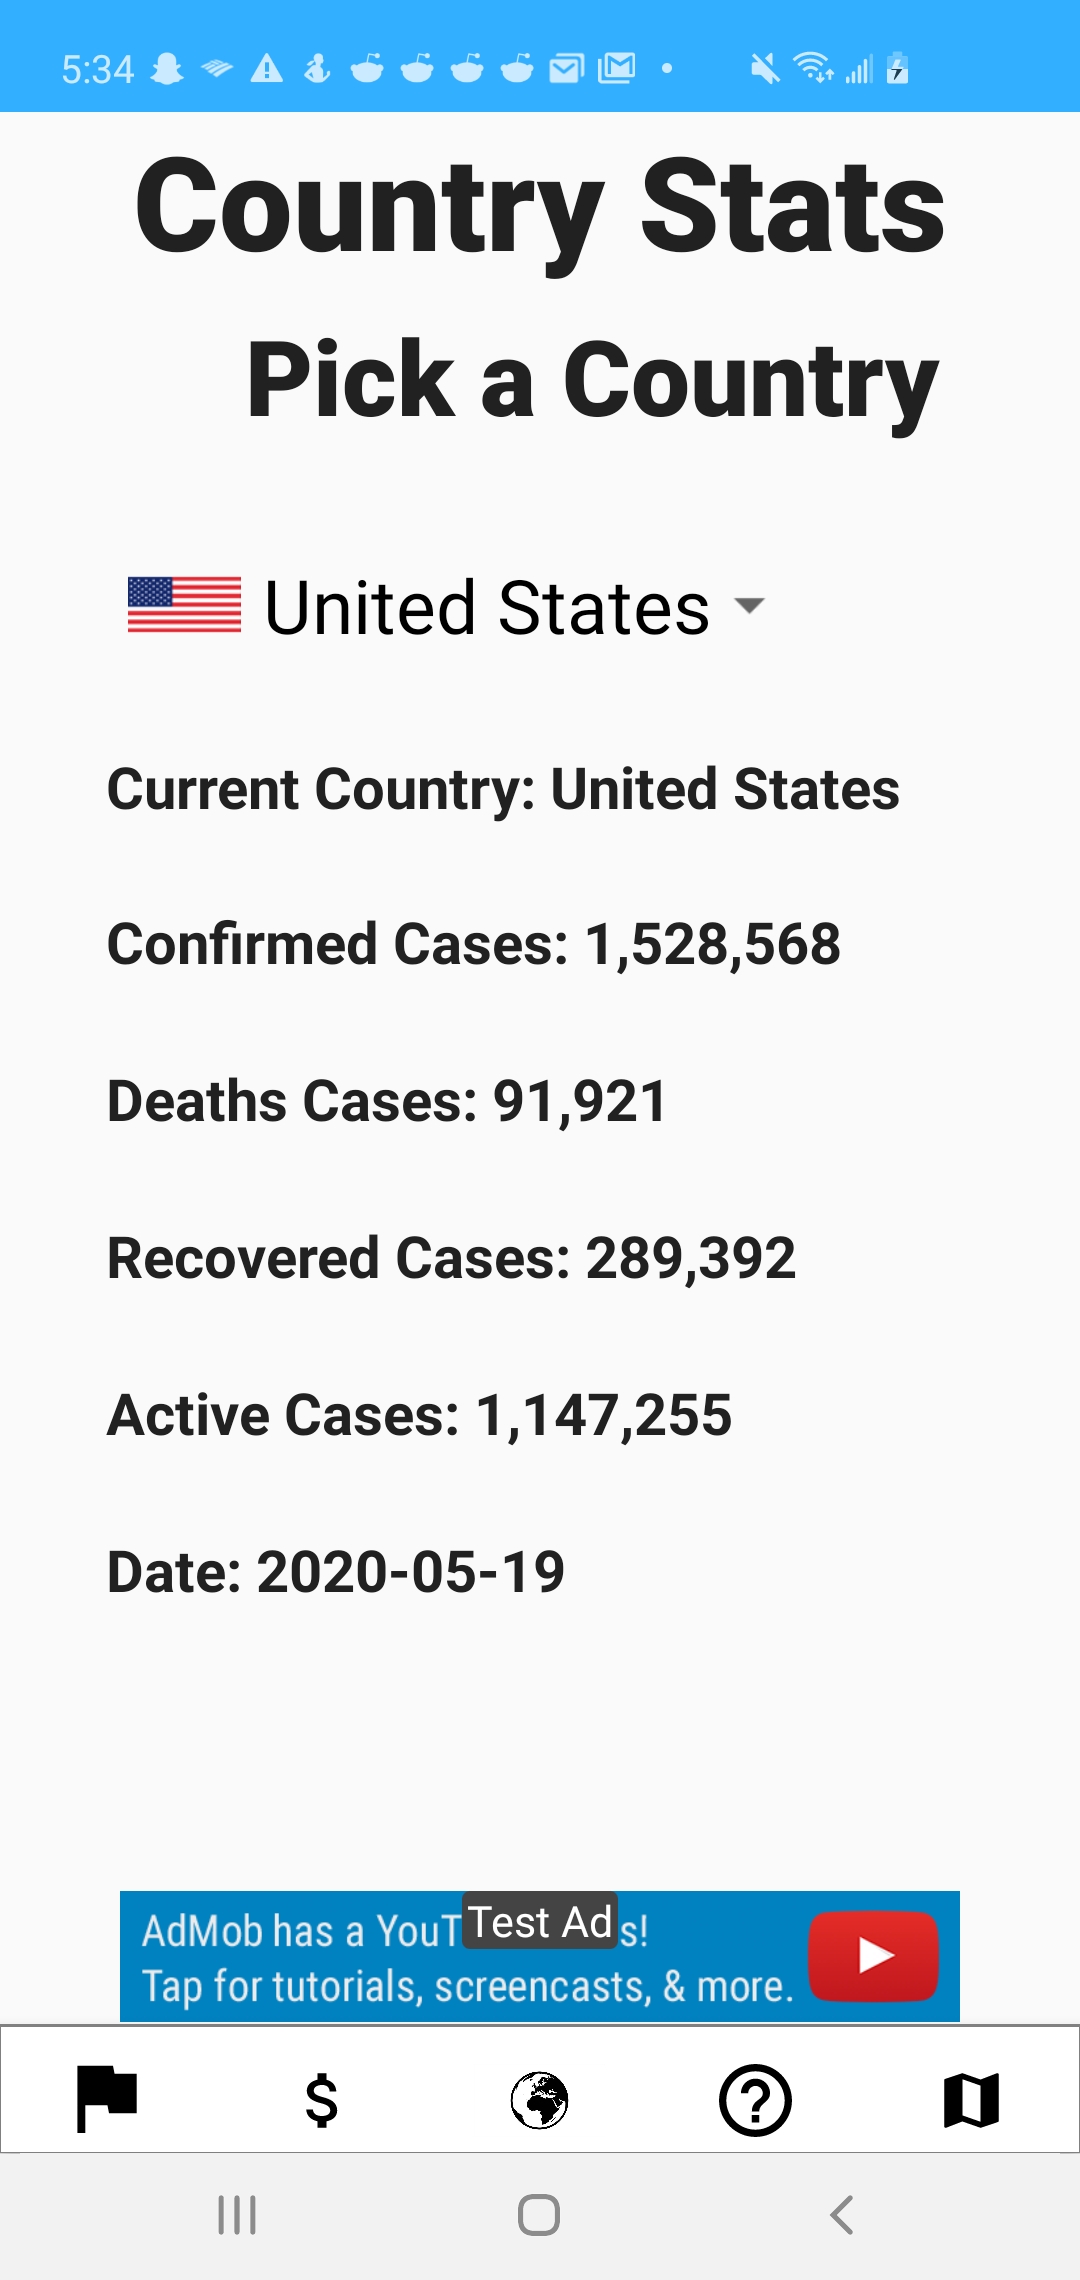 5:34
Country Stats
Pick a Country
United States
Current Country: United States
Confirmed Cases: 1,528,568
Deaths Cases: 91,921
Recovered Cases: 289,392
Active Cases: 1,147,255
Date: 2020-05-19
AdMob has a YouT
Test Ad
s!
Tap for tutorials, screencasts, & more.